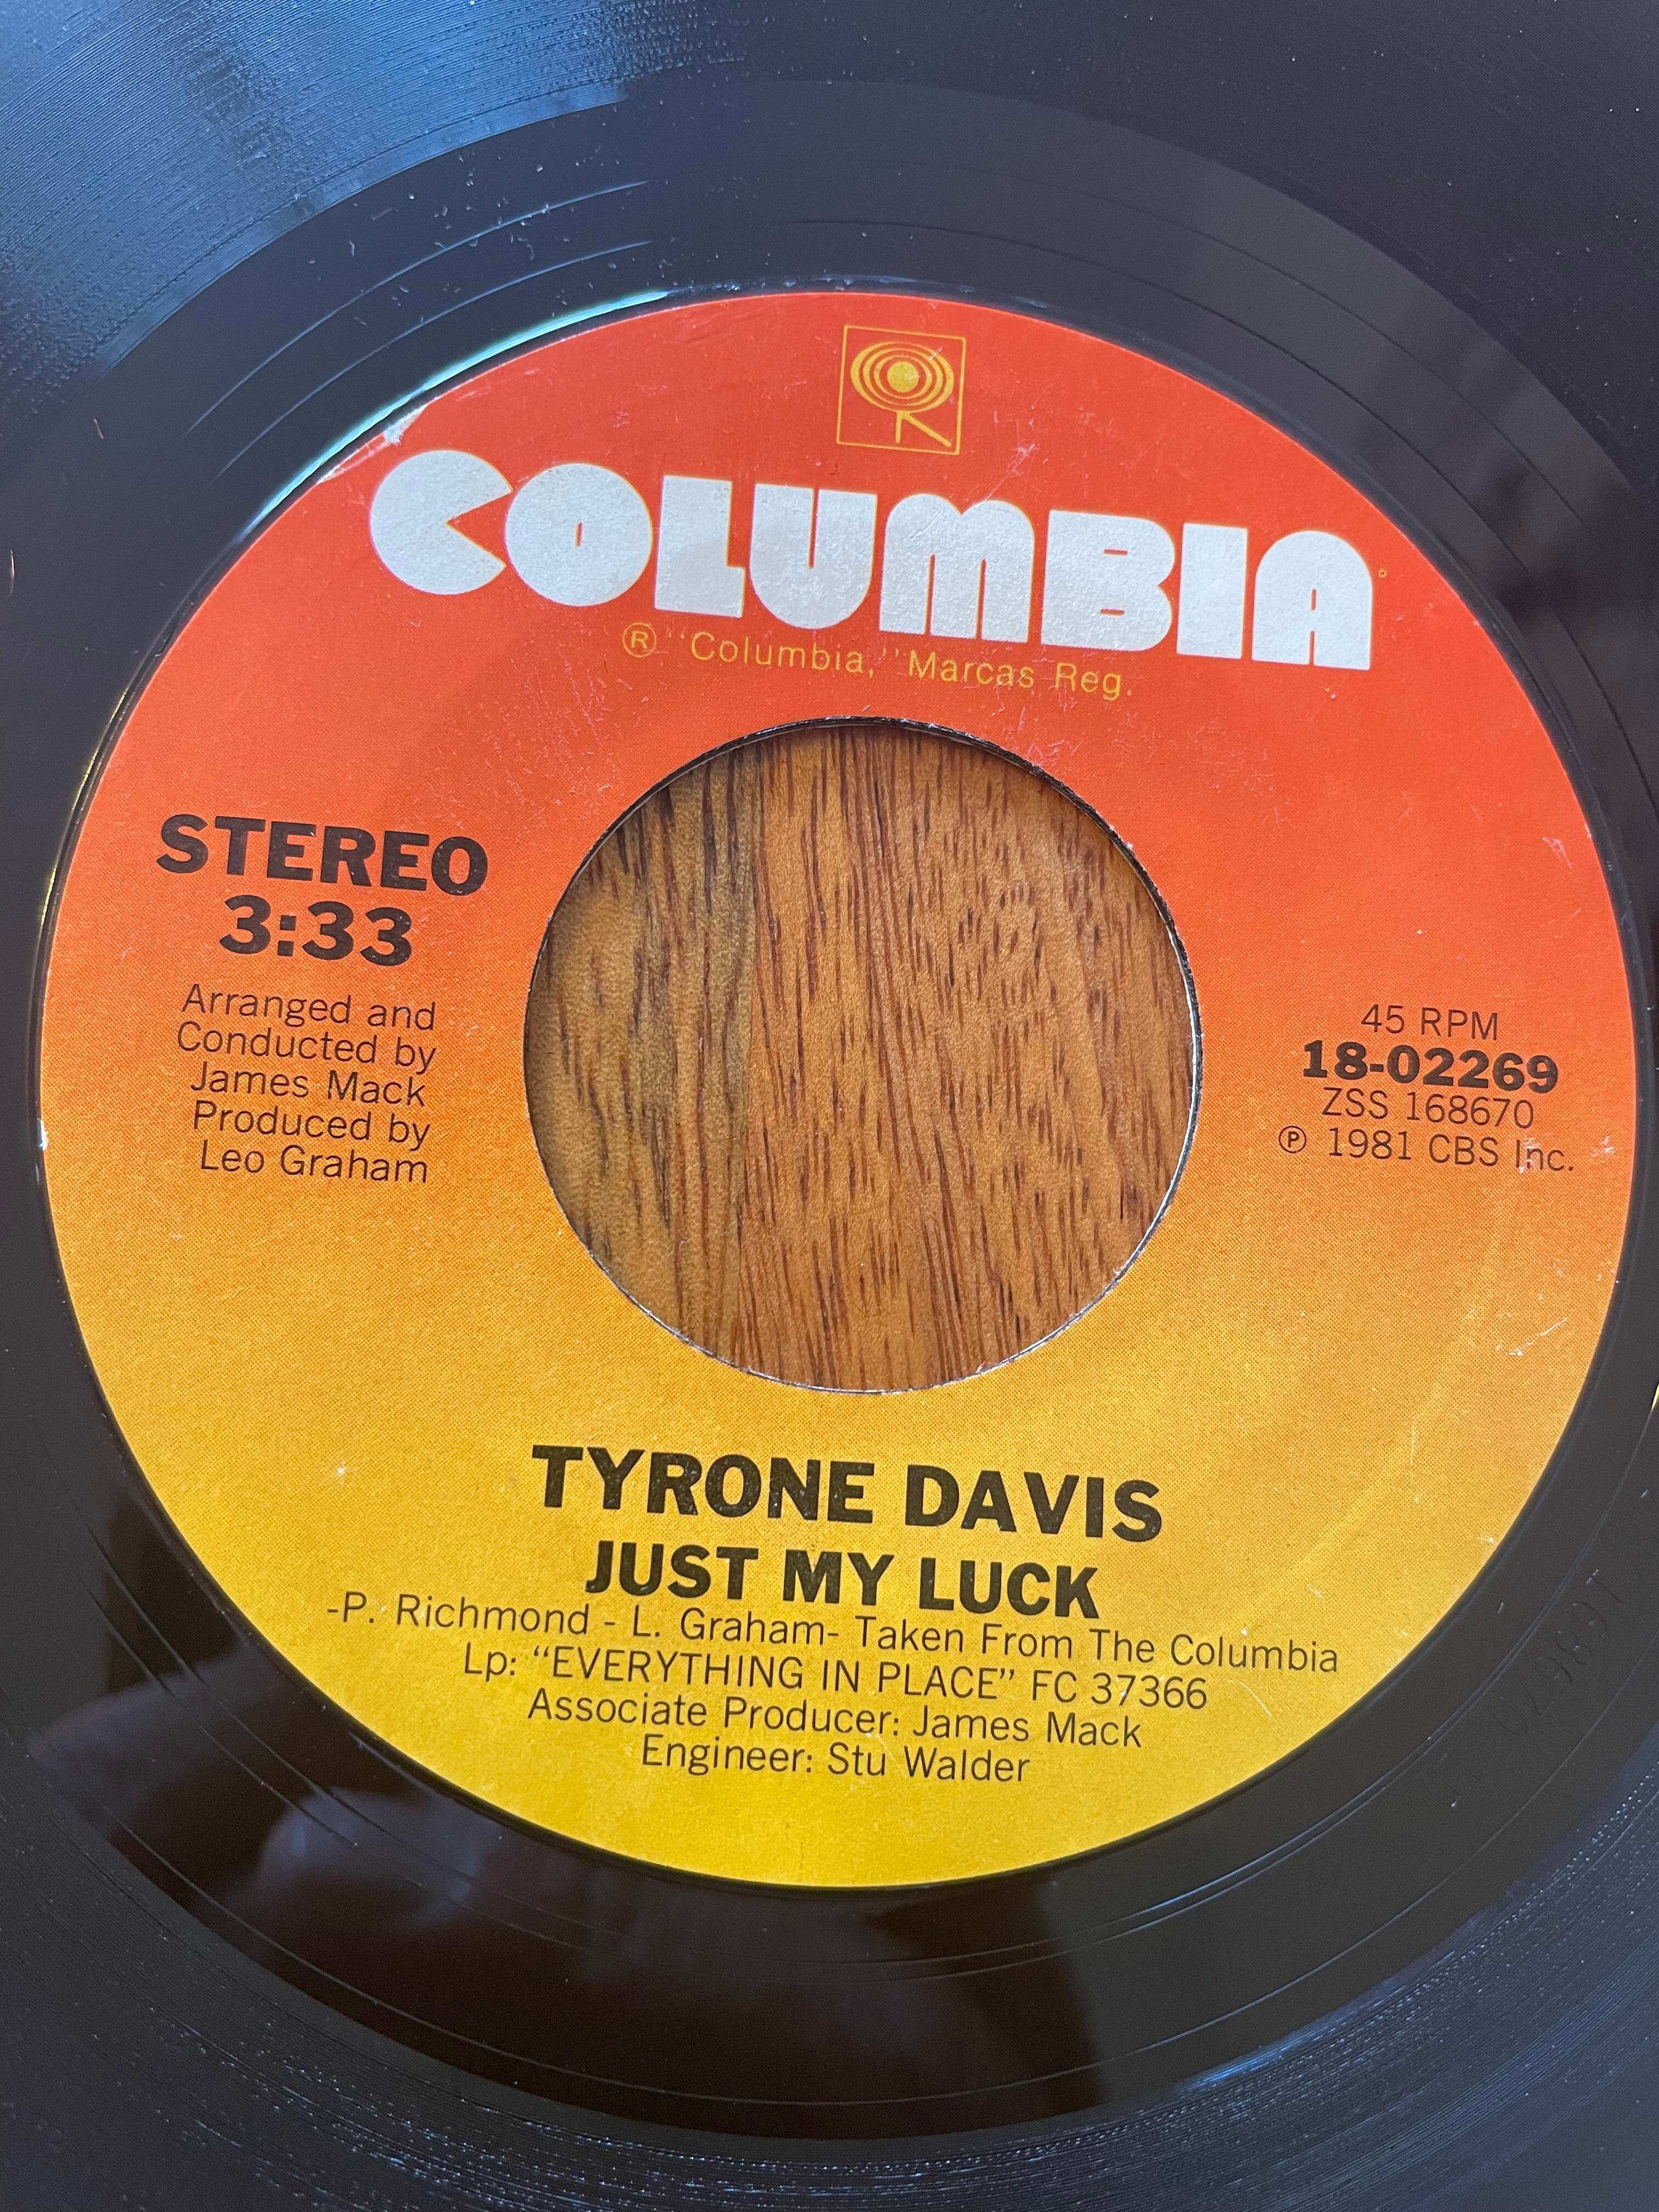 COLUMBIA
® "Columbia," Marcas Reg.
STEREO
3:33
Arranged and
Conducted by
James Mack
Produced by
Leo Graham
45 RPM
18-02269
ZSS 168670
℗ 1981 CBS Inc.
TYRONE DAVIS
JUST MY LUCK
-P. Richmond - L. Graham- Taken From The Columbia
Lp: “EVERYTHING IN PLACE” FC 37366
Associate Producer: James Mack
Engineer: Stu Walder